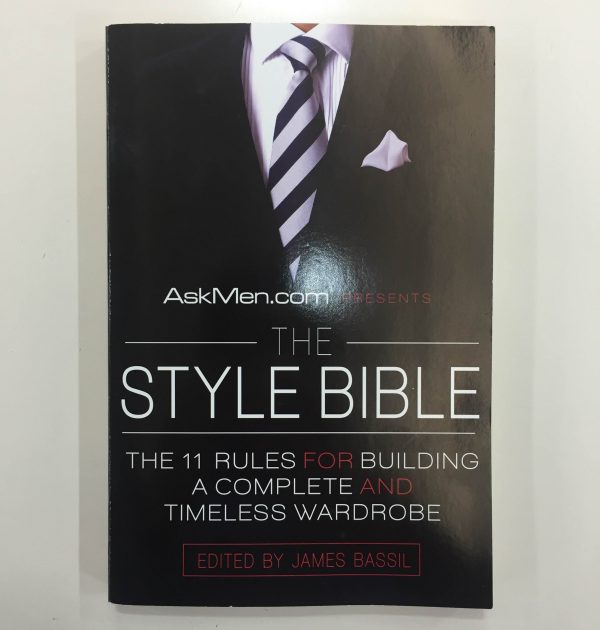 AskMen.com PRESENTS
THE
STYLE BIBLE
THE 11 RULES FOR BUILDING
A COMPLETE AND
TIMELESS WARDROBE
EDITED BY JAMES BASSIL